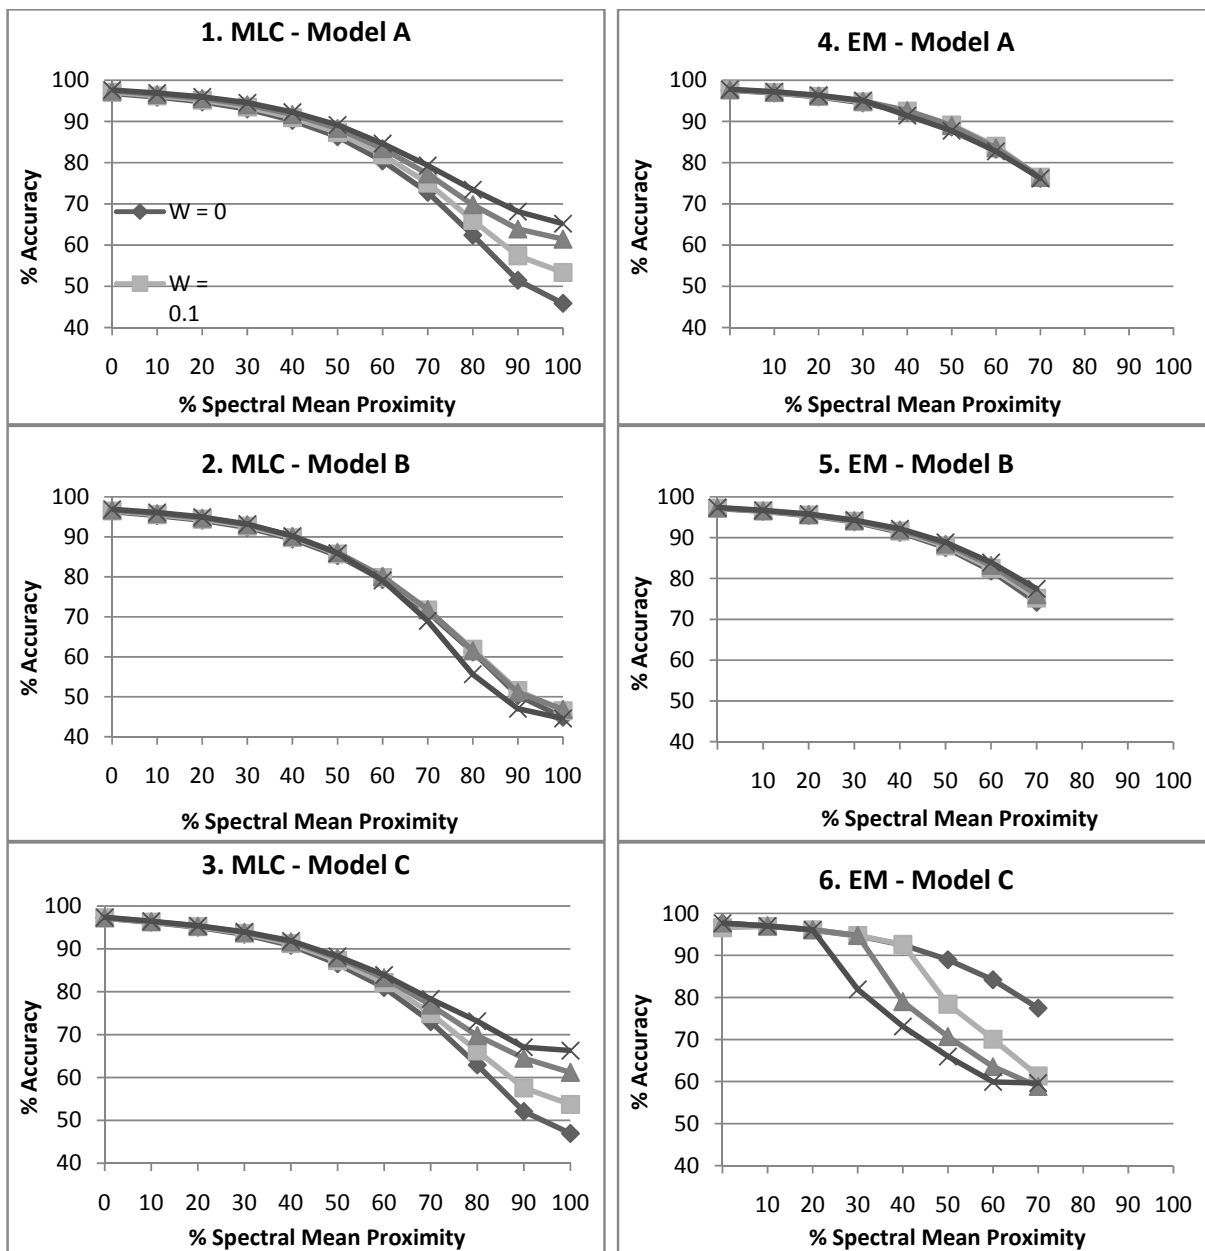 1. MLC - Model A
100
90
80
70
60
50
40
% Accuracy
W = 0
W =
0.1
0 10 20 30 40 50 60 70 80 90 100
% Spectral Mean Proximity
4. EM - Model A
100
90
80
70
60
50
40
% Accuracy
10 20 30 40 50 60 70 80 90 100
% Spectral Mean Proximity
2. MLC - Model B
100
90
80
70
60
50
40
% Accuracy
0 10 20 30 40 50 60 70 80 90 100
% Spectral Mean Proximity
5. EM - Model B
100
90
80
70
60
50
40
% Accuracy
10 20 30 40 50 60 70 80 90 100
% Spectral Mean Proximity
3. MLC - Model C
100
90
80
70
60
50
40
% Accuracy
0 10 20 30 40 50 60 70 80 90 100
% Spectral Mean Proximity
6. EM - Model C
100
90
80
70
60
50
40
% Accuracy
10 20 30 40 50 60 70 80 90 100
% Spectral Mean Proximity